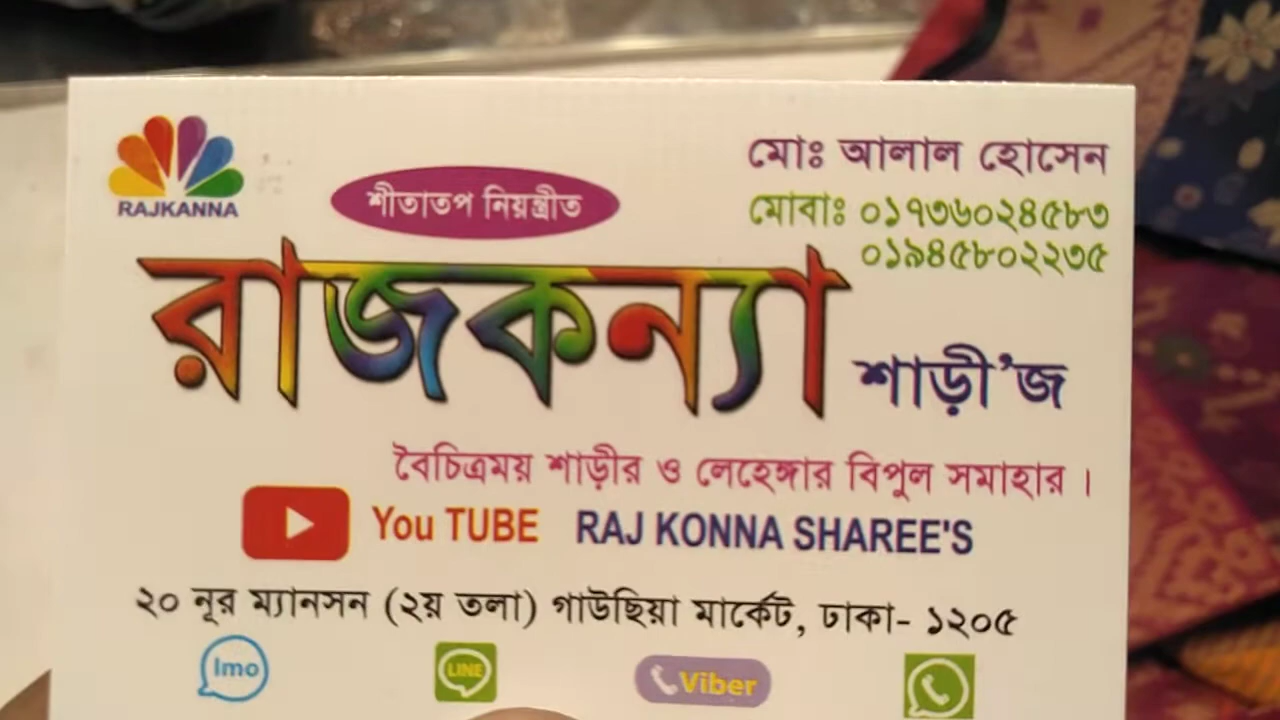 RAJKANNA
শীতাতপ নিয়ন্ত্রীত
মোঃ আলাল হোসেন
মোবাঃ ০১৭৩৬০২৪৫৮৩
০১৯৪৫৮০২২৩৫
রাজকন্যা শাড়ী'জ
বৈচিত্রময় শাড়ীর ও লেহেঙ্গার বিপুল সমাহার।
You TUBE RAJ KONNA SHAREE'S
২০ নূর ম্যানসন (২য় তলা) গাউছিয়া মার্কেট, ঢাকা- ১২০৫
Imo LINE Viber